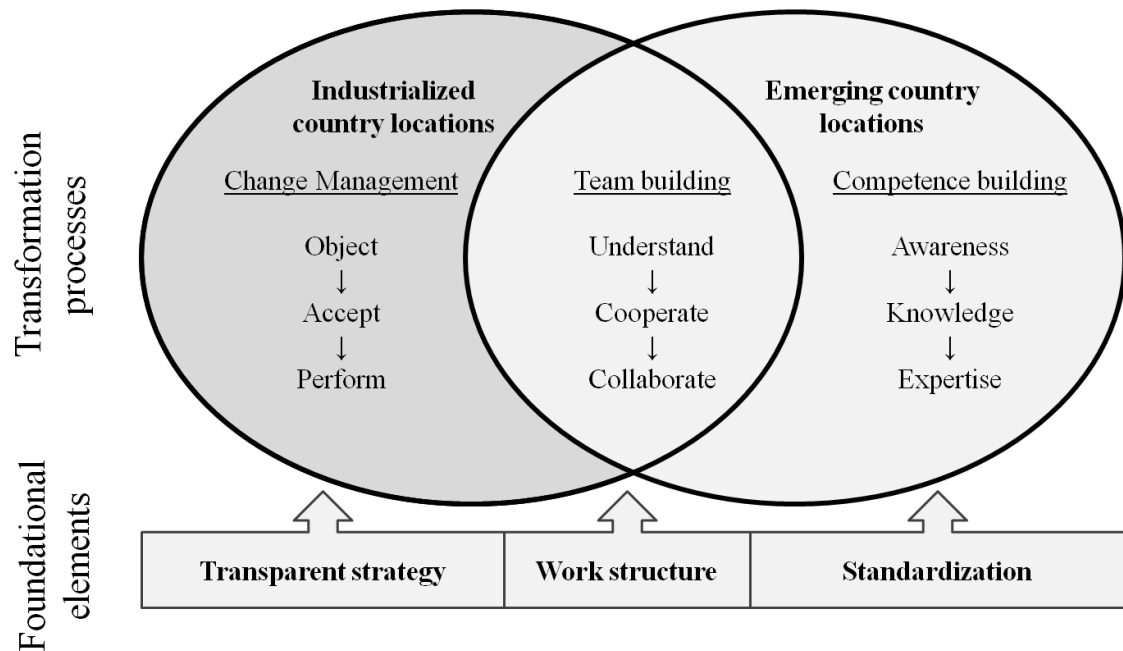 Transformation
processes
Industrialized
country locations
Emerging country
locations
Change Management
Team building
Competence building
Object
↓
Accept
↓
Perform
Understand
↓
Cooperate
↓
Collaborate
Awareness
↓
Knowledge
↓
Expertise
Foundational
elements
Transparent strategy
Work structure
Standardization